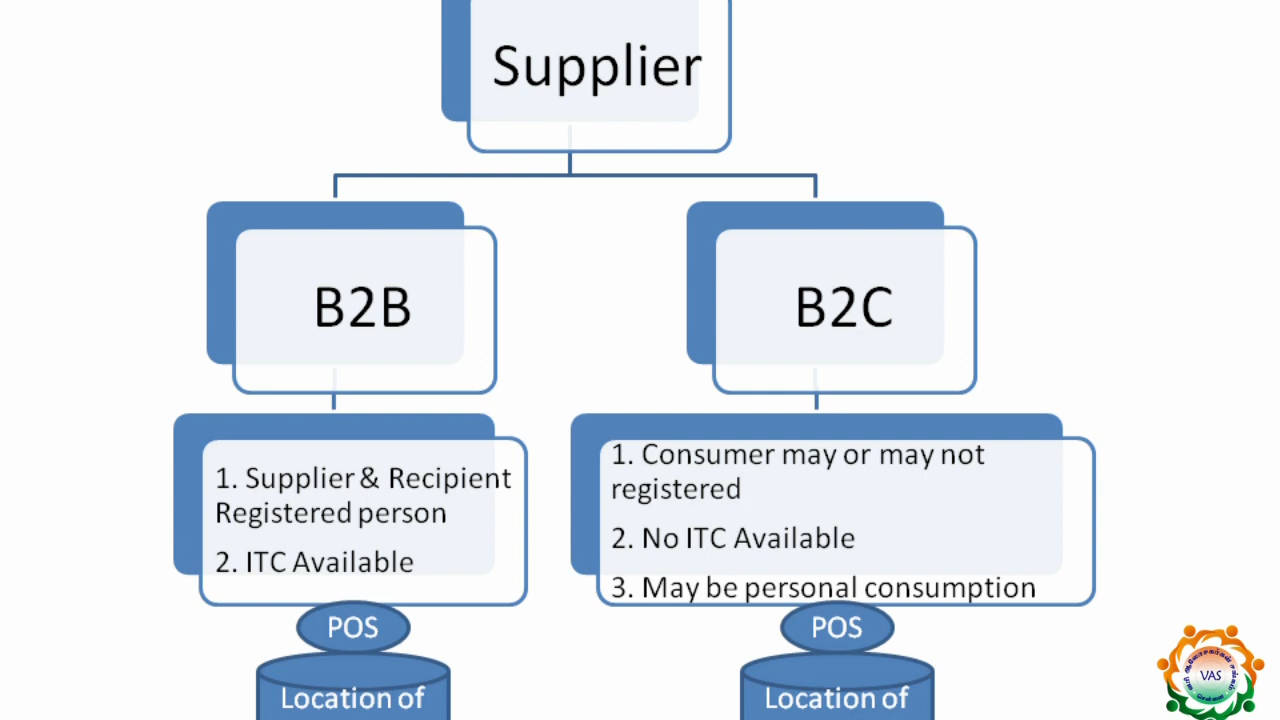 Supplier
B2B
B2C
1. Supplier & Recipient
Registered person
2. ITC Available
1. Consumer may or may not
registered
2. No ITC Available
3. May be personal consumption
POS
POS
Location of
Location of
VAS